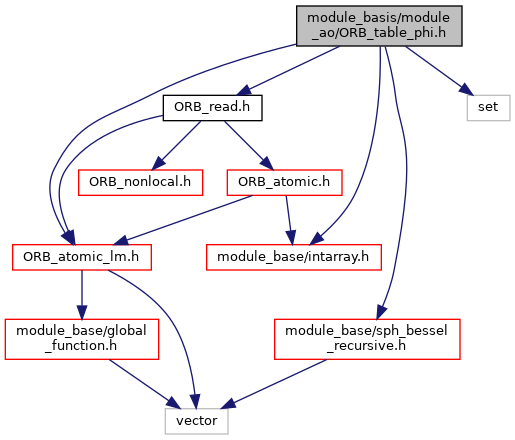 module_basis/module
_ao/ORB_table_phi.h
ORB_read.h
set
ORB_nonlocal.h
ORB_atomic.h
ORB_atomic_lm.h
module_base/intarray.h
module_base/global
_function.h
module_base/sph_bessel
_recursive.h
vector